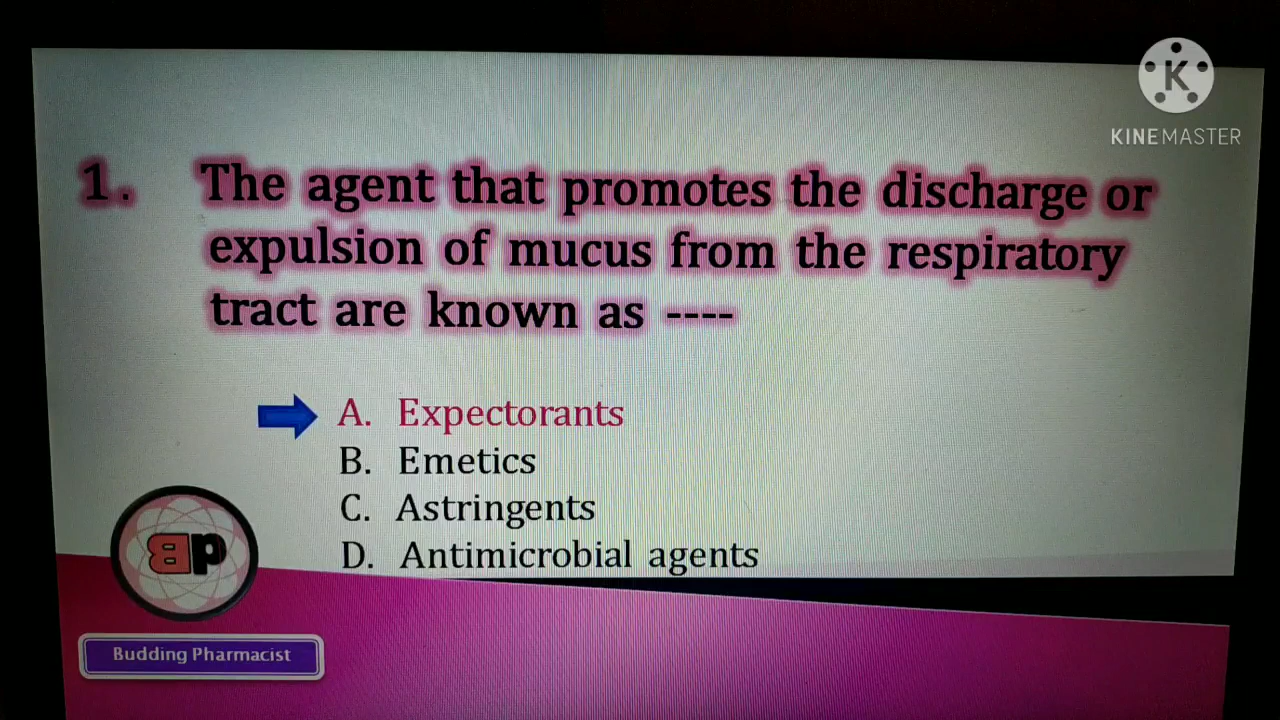 KINEMASTER
1. The agent that promotes the discharge or
expulsion of mucus from the respiratory
tract are known as ----
A. Expectorants
B. Emetics
C. Astringents
D. Antimicrobial agents
BP
Budding Pharmacist